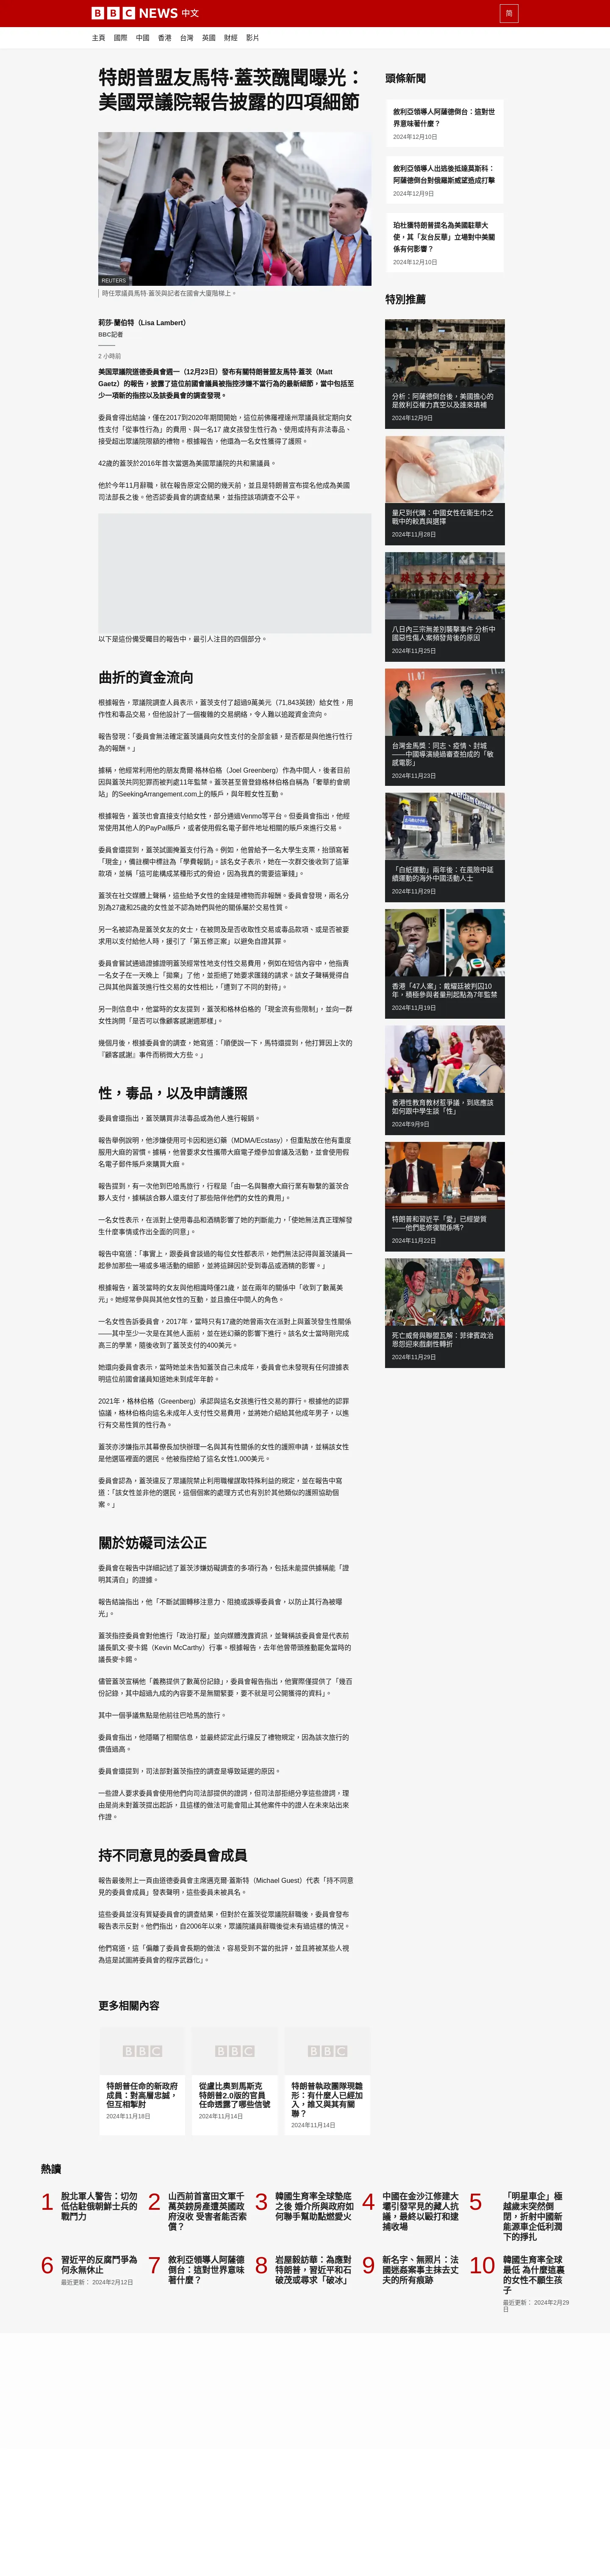 BBC NEWS 中文
简
主頁 國際 中國 香港 台灣 英國 財經 影片
特朗普盟友馬特·蓋茨醜聞曝光：
美國眾議院報告披露的四項細節
REUTERS
時任眾議員馬特·蓋茨與記者在國會大廈階梯上。
莉莎·蘭伯特（Lisa Lambert）
BBC記者
2 小時前
美国眾議院道德委員會週一（12月23日）發布有關特朗普盟友馬特·蓋茨（Matt
Gaetz）的報告，披露了這位前國會議員被指控涉嫌不當行為的最新細節，當中包括至
少一項新的指控以及該委員會的調查發現。
委員會得出結論，僅在2017到2020年期間開始，這位前佛羅裡達州眾議員就定期向女
性支付「從事性行為」的費用、與一名17 歲女孩發生性行為、使用或持有非法毒品、
接受超出眾議院限額的禮物。根據報告，他還為一名女性獲得了護照。
42歲的蓋茨於2016年首次當選為美國眾議院的共和黨議員。
他於今年11月辭職，就在報告原定公開的幾天前，並且是特朗普宣布提名他成為美國
司法部長之後。他否認委員會的調查結果，並指控該項調查不公平。
以下是這份備受矚目的報告中，最引人注目的四個部分。
曲折的資金流向
根據報告，眾議院調查人員表示，蓋茨支付了超過9萬美元（71,843英鎊）給女性，用
作性和毒品交易，但他設計了一個複雜的交易網絡，令人難以追蹤資金流向。
報告發現：「委員會無法確定蓋茨議員向女性支付的全部金額，是否都是與他進行性行
為的報酬。」
據稱，他經常利用他的朋友喬爾·格林伯格（Joel Greenberg）作為中間人，後者目前
因與蓋茨共同犯罪而被判處11年監禁。蓋茨甚至曾登錄格林伯格自稱為「奢華約會網
站」的SeekingArrangement.com上的賬戶，與年輕女性互動。
根據報告，蓋茨也會直接支付給女性，部分通過Venmo等平台。但委員會指出，他經
常使用其他人的PayPal賬戶，或者使用假名電子郵件地址相關的賬戶來進行交易。
委員會還提到，蓋茨試圖掩蓋支付行為。例如，他曾給予一名大學生支票，抬頭寫著
「現金」，備註欄中標註為「學費報銷」。該名女子表示，她在一次群交後收到了這筆
款項，並稱「這可能構成某種形式的脅迫，因為我真的需要這筆錢」。
蓋茨在社交媒體上聲稱，這些給予女性的金錢是禮物而非報酬。委員會發現，兩名分
別為27歲和25歲的女性並不認為她們與他的關係屬於交易性質。
另一名被認為是蓋茨女友的女士，在被問及是否收取性交易或毒品款項、或是否被要
求用以支付給他人時，援引了「第五修正案」以避免自證其罪。
委員會嘗試通過證據證明蓋茨經常性地支付性交易費用，例如在短信內容中，他指責
一名女子在一天晚上「拋棄」了他，並拒絕了她要求匯錢的請求。該女子聲稱覺得自
己與其他與蓋茨進行性交易的女性相比，「遭到了不同的對待」。
另一則信息中，他當時的女友提到，蓋茨和格林伯格的「現金流有些限制」，並向一群
女性詢問「是否可以像顧客感謝週那樣」。
幾個月後，根據委員會的調查，她寫道：「順便說一下，馬特還提到，他打算因上次的
『顧客感謝』事件而稍微大方些。」
性，毒品，以及申請護照
委員會還指出，蓋茨購買非法毒品或為他人進行報銷。
報告舉例說明，他涉嫌使用可卡因和迷幻藥（MDMA/Ecstasy），但重點放在他有重度
服用大麻的習慣。據稱，他曾要求女性攜帶大麻電子煙參加會議及活動，並會使用假
名電子郵件賬戶來購買大麻。
報告提到，有一次他到巴哈馬旅行，行程是「由一名與醫療大麻行業有聯繫的蓋茨合
夥人支付，據稱該合夥人還支付了那些陪伴他們的女性的費用」。
一名女性表示，在派對上使用毒品和酒精影響了她的判斷能力，「使她無法真正理解發
生什麼事情或作出全面的同意」。
報告中寫道：「事實上，跟委員會談過的每位女性都表示，她們無法記得與蓋茨議員一
起參加那些一場或多場活動的細節，並將這歸因於受到毒品或酒精的影響。」
根據報告，蓋茨當時的女友與他相識時僅21歲，並在兩年的關係中「收到了數萬美
元」。她經常參與與其他女性的互動，並且擔任中間人的角色。
一名女性告訴委員會，2017年，當時只有17歲的她曾兩次在派對上與蓋茨發生性關係
——其中至少一次是在其他人面前，並在迷幻藥的影響下進行。該名女士當時剛完成
高三的學業，隨後收到了蓋茨支付的400美元。
她還向委員會表示，當時她並未告知蓋茨自己未成年，委員會也未發現有任何證據表
明這位前國會議員知道她未到成年年齡。
2021年，格林伯格（Greenberg）承認與這名女孩進行性交易的罪行。根據他的認罪
協議，格林伯格向這名未成年人支付性交易費用，並將她介紹給其他成年男子，以進
行有交易性質的性行為。
蓋茨亦涉嫌指示其幕僚長加快辦理一名與其有性關係的女性的護照申請，並稱該女性
是他選區裡面的選民。他被指控給了這名女性1,000美元。
委員會認為，蓋茨違反了眾議院禁止利用職權謀取特殊利益的規定，並在報告中寫
道：「該女性並非他的選民，這個個案的處理方式也有別於其他類似的護照協助個
案。」
關於妨礙司法公正
委員會在報告中詳細記述了蓋茨涉嫌妨礙調查的多項行為，包括未能提供據稱能「證
明其清白」的證據。
報告結論指出，他「不斷試圖轉移注意力、阻撓或誤導委員會，以防止其行為被曝
光」。
蓋茨指控委員會對他進行「政治打壓」並向媒體洩露資訊，並聲稱該委員會是代表前
議長凱文·麥卡錫（Kevin McCarthy）行事。根據報告，去年他曾帶頭推動罷免當時的
議長麥卡錫。
儘管蓋茨宣稱他「義務提供了數萬份記錄」，委員會報告指出，他實際僅提供了「幾百
份記錄，其中超過九成的內容要不是無關緊要，要不就是可公開獲得的資料」。
其中一個爭議焦點是他前往巴哈馬的旅行。
委員會指出，他隱瞞了相關信息，並最終認定此行違反了禮物規定，因為該次旅行的
價值過高。
委員會還提到，司法部對蓋茨指控的調查是導致延遲的原因。
一些證人要求委員會使用他們向司法部提供的證詞，但司法部拒絕分享這些證詞，理
由是尚未對蓋茨提出起訴，且這樣的做法可能會阻止其他案件中的證人在未來站出來
作證。
持不同意見的委員會成員
報告最後附上一頁由道德委員會主席邁克爾·蓋斯特（Michael Guest）代表「持不同意
見的委員會成員」發表聲明，這些委員未被具名。
這些委員並沒有質疑委員會的調查結果，但對於在蓋茨從眾議院辭職後，委員會發布
報告表示反對。他們指出，自2006年以來，眾議院議員辭職後從未有過這樣的情況。
他們寫道，這「偏離了委員會長期的做法，容易受到不當的批評，並且將被某些人視
為這是試圖將委員會的程序武器化」。
更多相關內容
BBC
特朗普任命的新政府
成員：對高層忠誠，
但互相掣肘
2024年11月18日
BBC
從盧比奧到馬斯克
特朗普2.0版的官員
任命透露了哪些信號
2024年11月14日
BBC
特朗普執政團隊現雛
形：有什麼人已經加
入，誰又與其有關
聯？
2024年11月14日
頭條新聞
敘利亞領導人阿薩德倒台：這對世
界意味著什麼？
2024年12月10日
敘利亞領導人出逃後抵達莫斯科：
阿薩德倒台對俄羅斯威望造成打擊
2024年12月9日
珀杜獲特朗普提名為美國駐華大
使，其「友台反華」立場對中美關
係有何影響？
2024年12月10日
特別推薦
分析：阿薩德倒台後，美國擔心的
是敘利亞權力真空以及誰來填補
2024年12月9日
量尺到代購：中國女性在衛生巾之
戰中的較真與選擇
2024年11月28日
八日內三宗無差別襲擊事件 分析中
國惡性傷人案頻發背後的原因
2024年11月25日
台灣金馬獎：同志、疫情、封城
——中國導演繞過審查拍成的「敏
感電影」
2024年11月23日
「白紙運動」兩年後：在風險中延
續運動的海外中國活動人士
2024年11月29日
香港「47人案」：戴耀廷被判囚10
年，積極參與者量刑起點為7年監禁
2024年11月19日
香港性教育教材惹爭議，到底應該
如何跟中學生談「性」
2024年9月9日
特朗普和習近平「愛」已經變質
——他們能修復關係嗎?
2024年11月22日
死亡威脅與聯盟瓦解：菲律賓政治
恩怨迎來戲劇性轉折
2024年11月29日
熱讀
1 脫北軍人警告：切勿
低估駐俄朝鮮士兵的
戰鬥力
2 山西前首富田文軍千
萬英鎊房產遭英國政
府沒收 受害者能否索
償？
3 韓國生育率全球墊底
之後 婚介所與政府如
何聯手幫助點燃愛火
4 中國在金沙江修建大
壩引發罕見的藏人抗
議，最終以毆打和逮
捕收場
5 「明星車企」極
越歲末突然倒
閉，折射中國新
能源車企低利潤
下的掙扎
6 習近平的反腐鬥爭為
何永無休止
最近更新： 2024年2月12日
7 敘利亞領導人阿薩德
倒台：這對世界意味
著什麼？
8 岩屋毅訪華：為應對
特朗普，習近平和石
破茂或尋求「破冰」
9 新名字、無照片：法
國迷姦案事主抹去丈
夫的所有痕跡
10 韓國生育率全球
最低 為什麼這裏
的女性不願生孩
子
最近更新： 2024年2月29
日